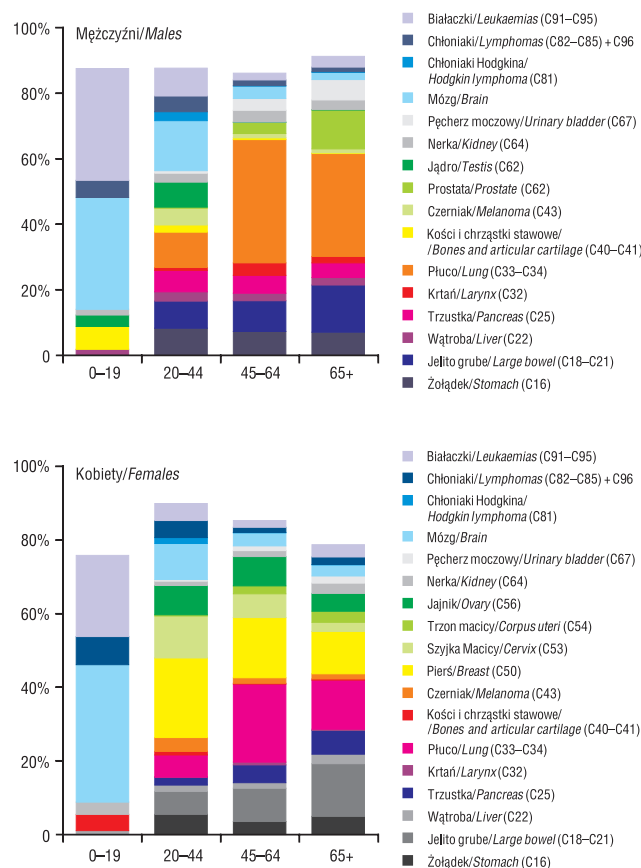 Mężczyźni/Males
100%
80%
60%
40%
20%
0
0–19
20–44
45–64
65+
Białaczki/Leukaemias (C91–C95)
Chłoniaki/Lymphomas (C82–C85) + C96
Chłoniaki Hodgkina/
Hodgkin lymphoma (C81)
Mózg/Brain
Pęcherz moczowy/Urinary bladder (C67)
Nerka/Kidney (C64)
Jądro/Testis (C62)
Prostata/Prostate (C62)
Czerniak/Melanoma (C43)
Kości i chrząstki stawowe/
/Bones and articular cartilage (C40–C41)
Płuco/Lung (C33–C34)
Krtań/Larynx (C32)
Trzustka/Pancreas (C25)
Wątroba/Liver (C22)
Jelito grube/Large bowel (C18–C21)
Żołądek/Stomach (C16)
Kobiety/Females
100%
80%
60%
40%
20%
0
0–19
20–44
45–64
65+
Białaczki/Leukaemias (C91–C95)
Chłoniaki/Lymphomas (C82–C85) + C96
Chłoniaki Hodgkina/
Hodgkin lymphoma (C81)
Mózg/Brain
Pęcherz moczowy/Urinary bladder (C67)
Nerka/Kidney (C64)
Jajnik/Ovary (C56)
Trzon macicy/Corpus uteri (C54)
Szyjka Macicy/Cervix (C53)
Pierś/Breast (C50)
Czerniak/Melanoma (C43)
Kości i chrząstki stawowe/
/Bones and articular cartilage (C40–C41)
Płuco/Lung (C33–C34)
Krtań/Larynx (C32)
Trzustka/Pancreas (C25)
Wątroba/Liver (C22)
Jelito grube/Large bowel (C18–C21)
Żołądek/Stomach (C16)